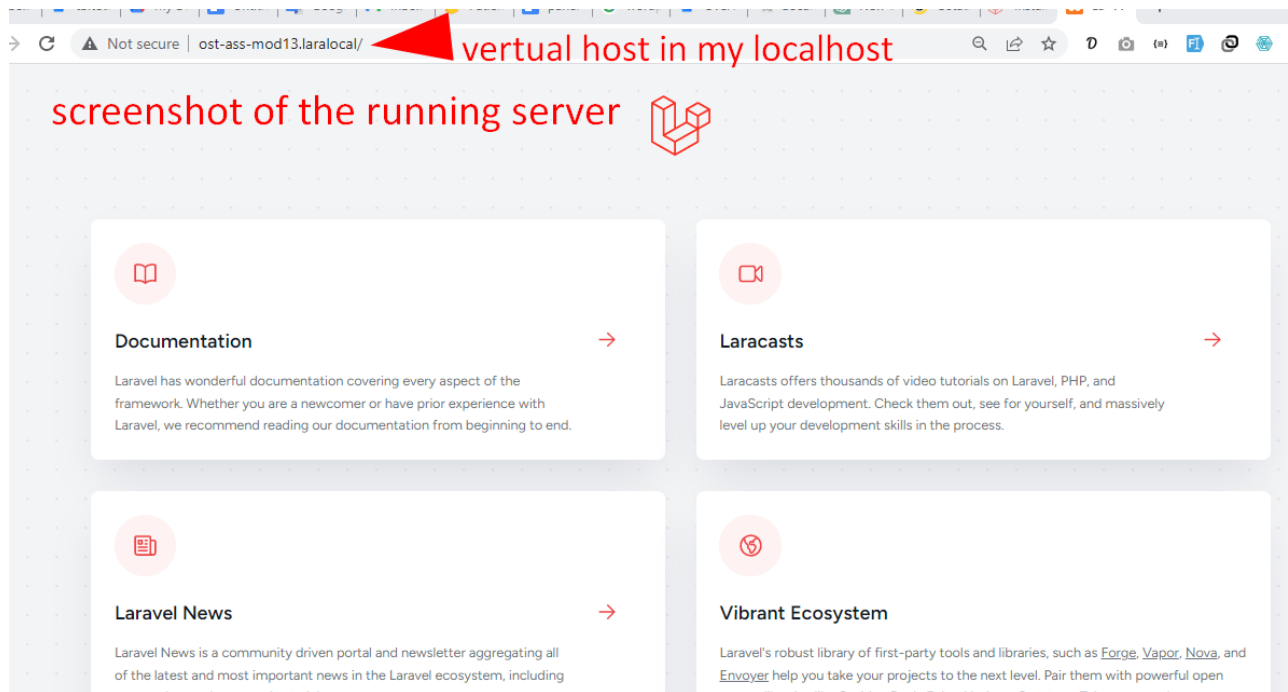 Not secure ost-ass-mod13.laralocal/
vertual host in my localhost
screenshot of the running server
Documentation
Laravel has wonderful documentation covering every aspect of the
framework. Whether you are a newcomer or have prior experience with
Laravel, we recommend reading our documentation from beginning to end.
Laracasts
Laracasts offers thousands of video tutorials on Laravel, PHP, and
JavaScript development. Check them out, see for yourself, and massively
level up your development skills in the process.
Laravel News
Laravel News is a community driven portal and newsletter aggregating all
of the latest and most important news in the Laravel ecosystem, including
Vibrant Ecosystem
Laravel's robust library of first-party tools and libraries, such as Forge, Vapor, Nova, and
Envoyer help you take your projects to the next level. Pair them with powerful open